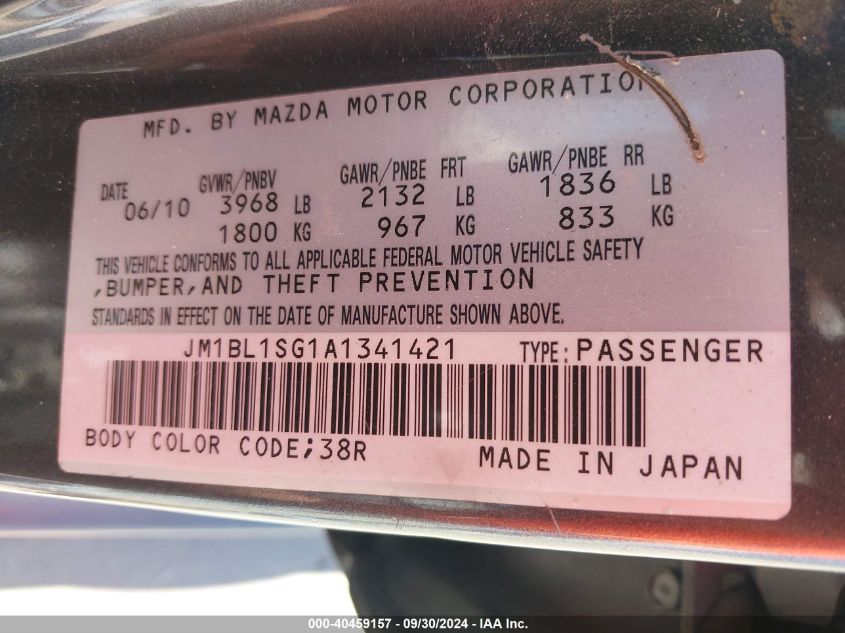 MFD. BY MAZDA MOTOR CORPORATION
DATE GVWR/PNBV GAWR/PNBE FRT GAWR/PNBE RR
06/10 3968 LB 2132 LB 1836 LB
1800 KG 967 KG 833 KG
THIS VEHICLE CONFORMS TO ALL APPLICABLE FEDERAL MOTOR VEHICLE SAFETY
,BUMPER,AND THEFT PREVENTION
STANDARDS IN EFFECT ON THE DATE OF MANUFACTURE SHOWN ABOVE.
JM1BL1SG1A1341421 TYPE:PASSENGER
BODY COLOR CODE;38R MADE IN JAPAN
000-40459157 - 09/30/2024 - IAA Inc.